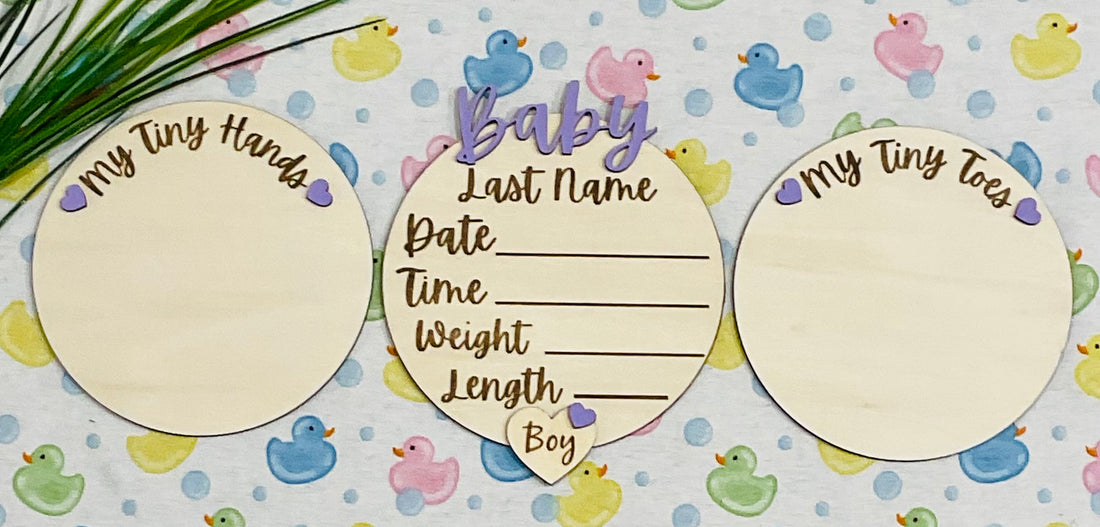 My Tiny Hands
Baby
Last Name
Date
Time
Weight
Length
Boy
My Tiny Toes